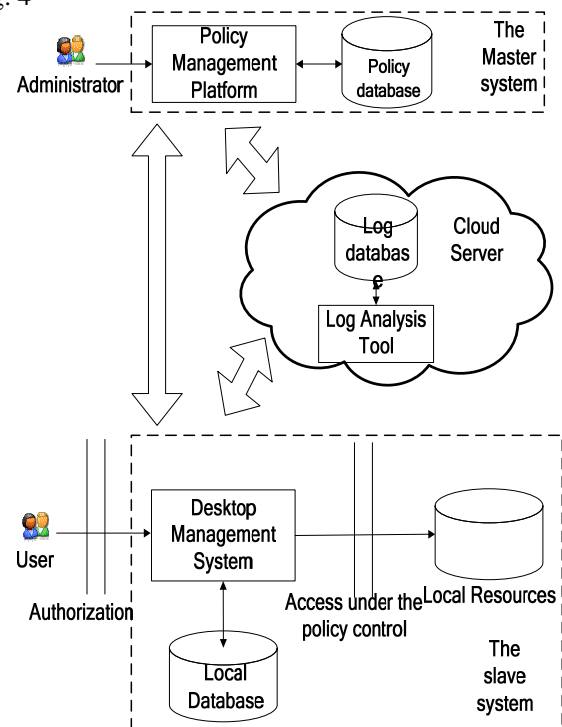 g. 4
Administrator
Policy
Management
Platform
Policy
database
The
Master
system
Log
databas
e
Cloud
Server
Log Analysis
Tool
User
Authorization
Desktop
Management
System
Access under the
policy control
Local Resources
Local
Database
The
slave
system